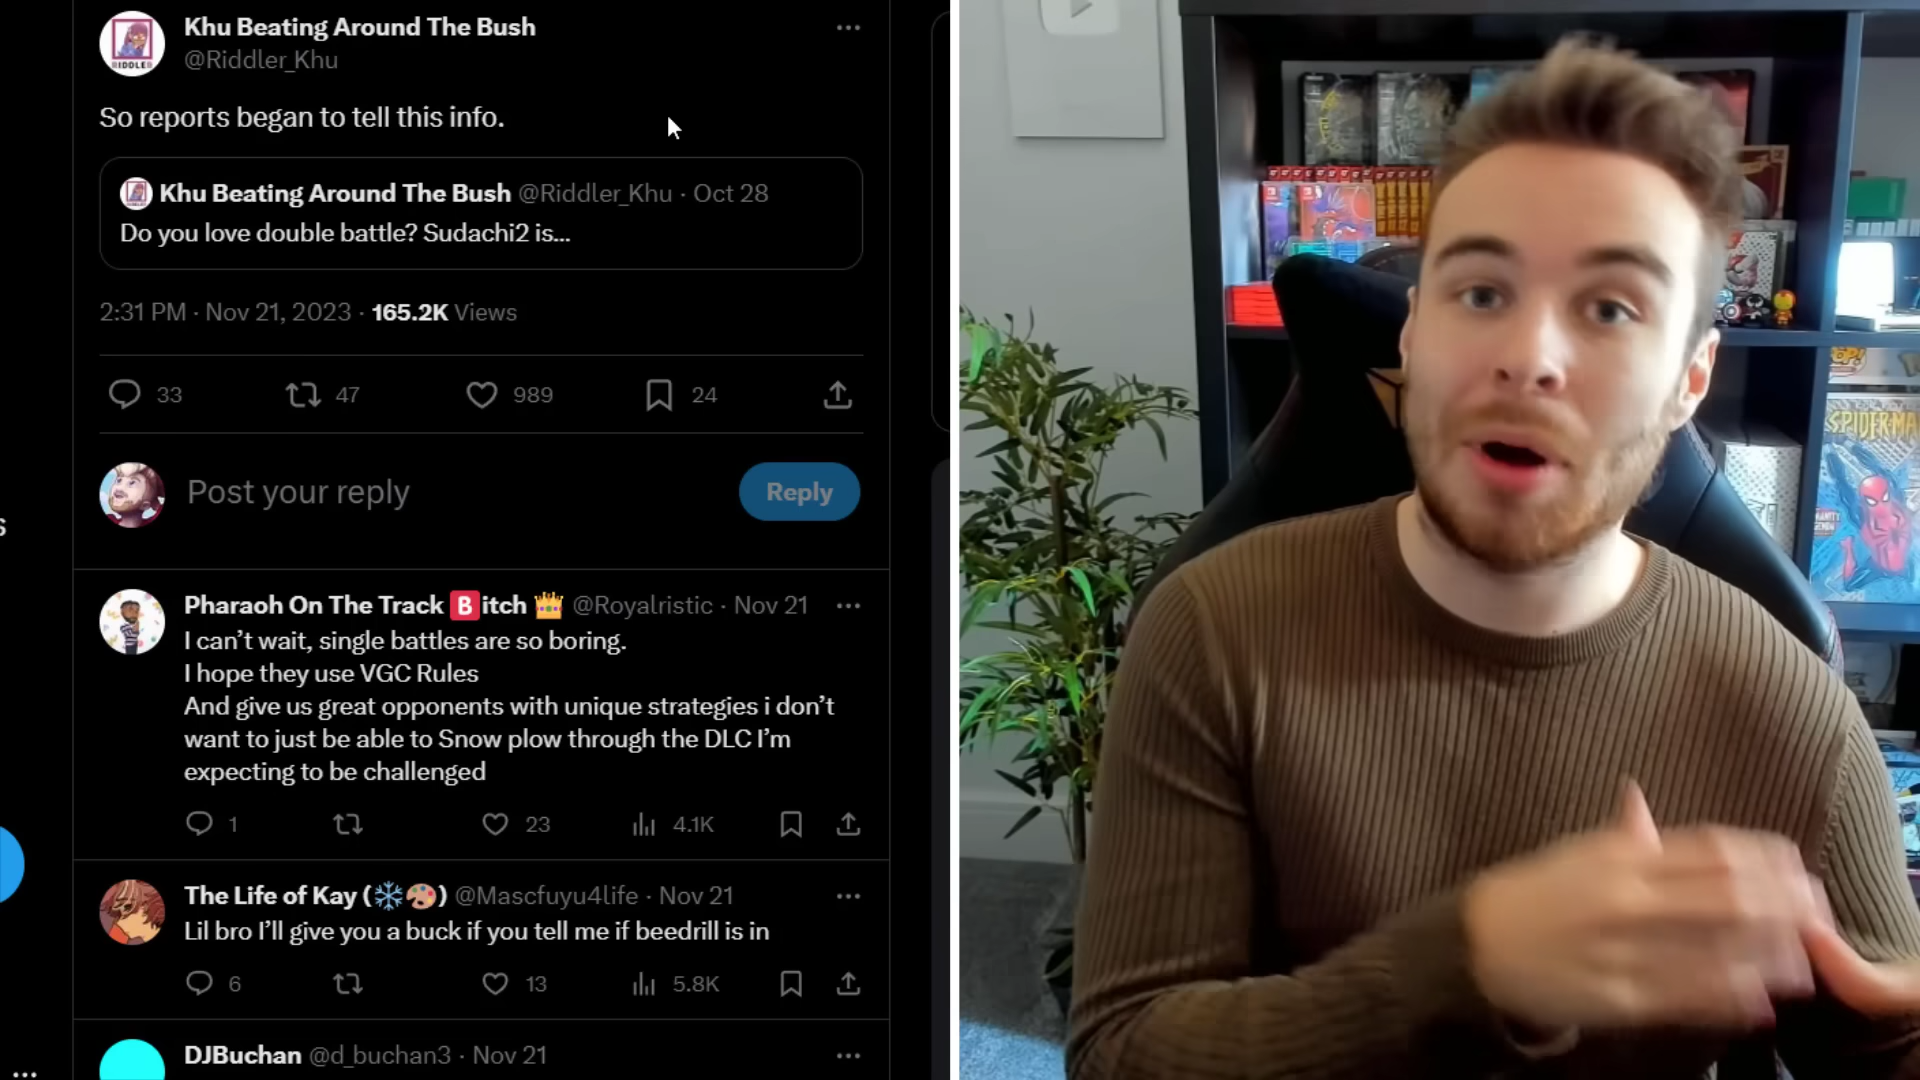 Khu Beating Around The Bush
@Riddler_Khu
So reports began to tell this info.
Khu Beating Around The Bush @Riddler_Khu · Oct 28
Do you love double battle? Sudachi2 is...
2:31 PM · Nov 21, 2023 · 165.2K Views
33 47 989 24
Post your reply
Reply
Pharaoh On The Track 🅱️itch 👑 @Royalristic · Nov 21
I can't wait, single battles are so boring.
I hope they use VGC Rules
And give us great opponents with unique strategies i don't
want to just be able to Snow plow through the DLC I'm
expecting to be challenged
1 23 4.1K
The Life of Kay (❄️🎨) @Mascfuyu4life · Nov 21
Lil bro I'll give you a buck if you tell me if beedrill is in
6 13 5.8K
DJBuchan @d_buchan3 · Nov 21
POP!
SPIDER-MA